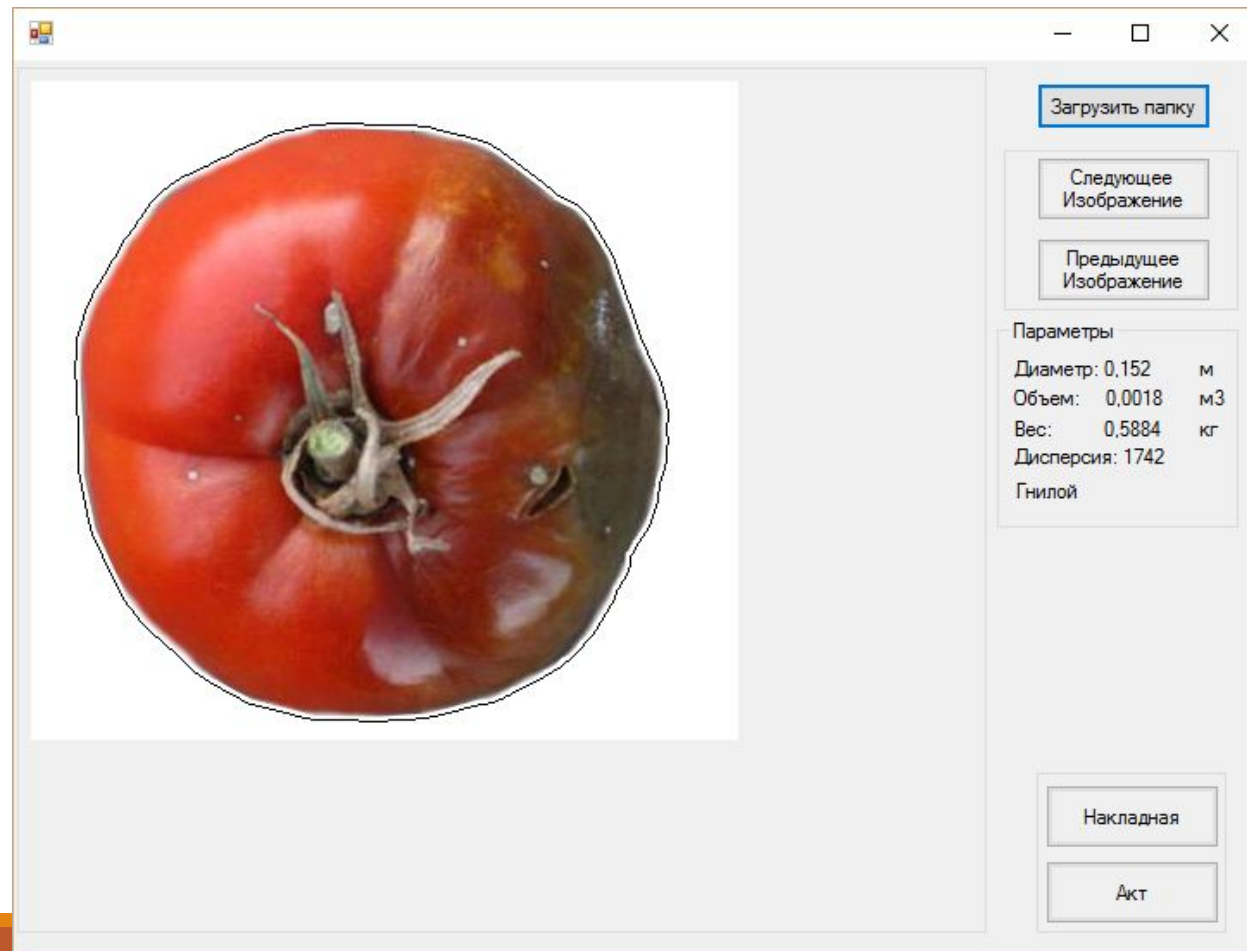 Загрузить папку
Следующее
Изображение
Предыдущее
Изображение
Параметры
Диаметр: 0,152 м
Объем: 0,0018 м3
Вес: 0,5884 кг
Дисперсия: 1742
Гнилой
Накладная
Акт